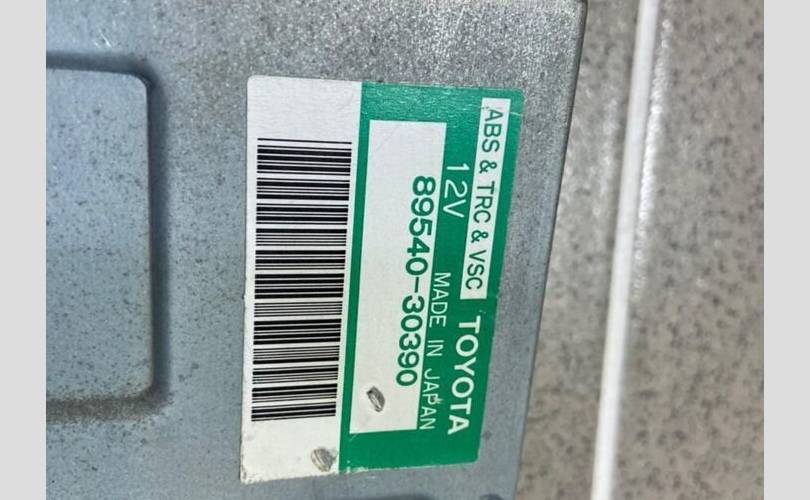 ABS & TRC & VSC TOYOTA
12V MADE IN JAPAN
89540-30390